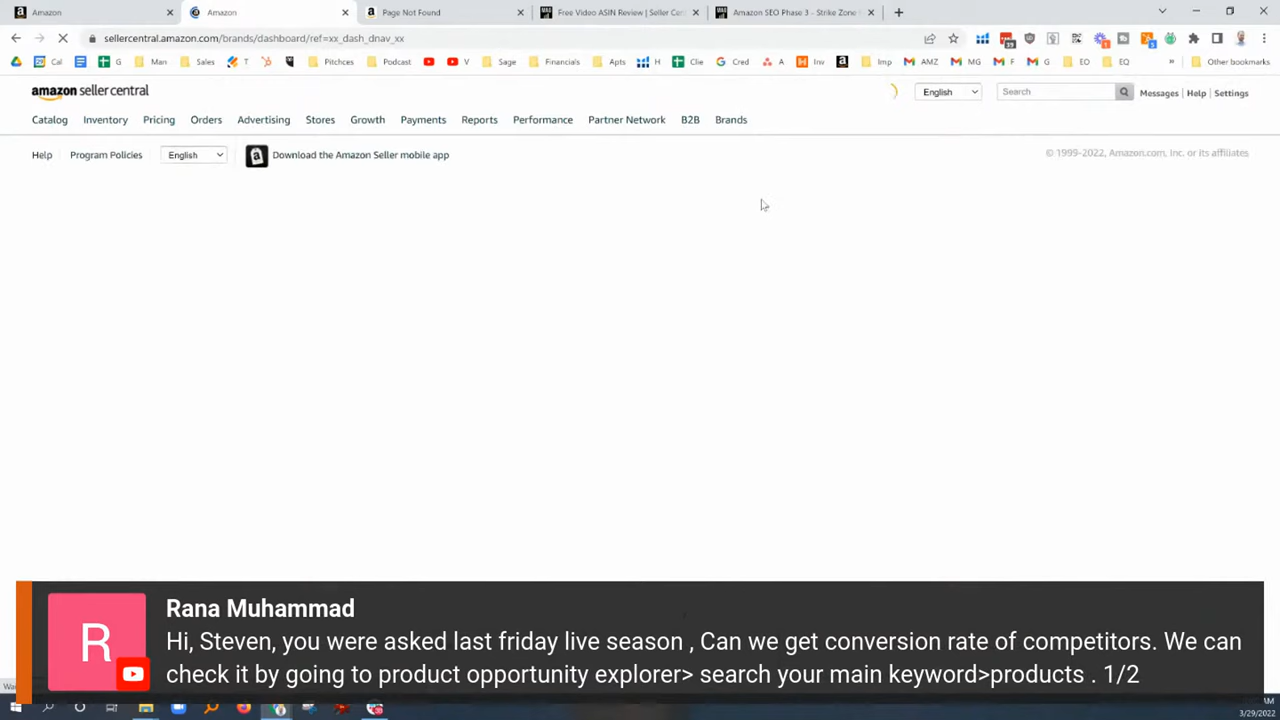 Amazon
Amazon
Page Not Found
Free Video ASIN Review | Seller Cen
Amazon SEO Phase 3 - Strike Zone
sellercentral.amazon.com/brands/dashboard/ref=xx_dash_dnav_xx
Cal G Man Sales T Pitchces Podcast V Sage Financials Apts H Clie Cred A Inv Imp AMZ MG F G EO EQ » Other bookmarks
amazon seller central English Search Messages Help Settings
Catalog Inventory Pricing Orders Advertising Stores Growth Payments Reports Performance Partner Network B2B Brands
Help Program Policies English Download the Amazon Seller mobile app © 1999-2022, Amazon.com, Inc. or its affiliates
R
Rana Muhammad
Hi, Steven, you were asked last friday live season , Can we get conversion rate of competitors. We can
check it by going to product opportunity explorer> search your main keyword>products . 1/2
AM
3/29/2022